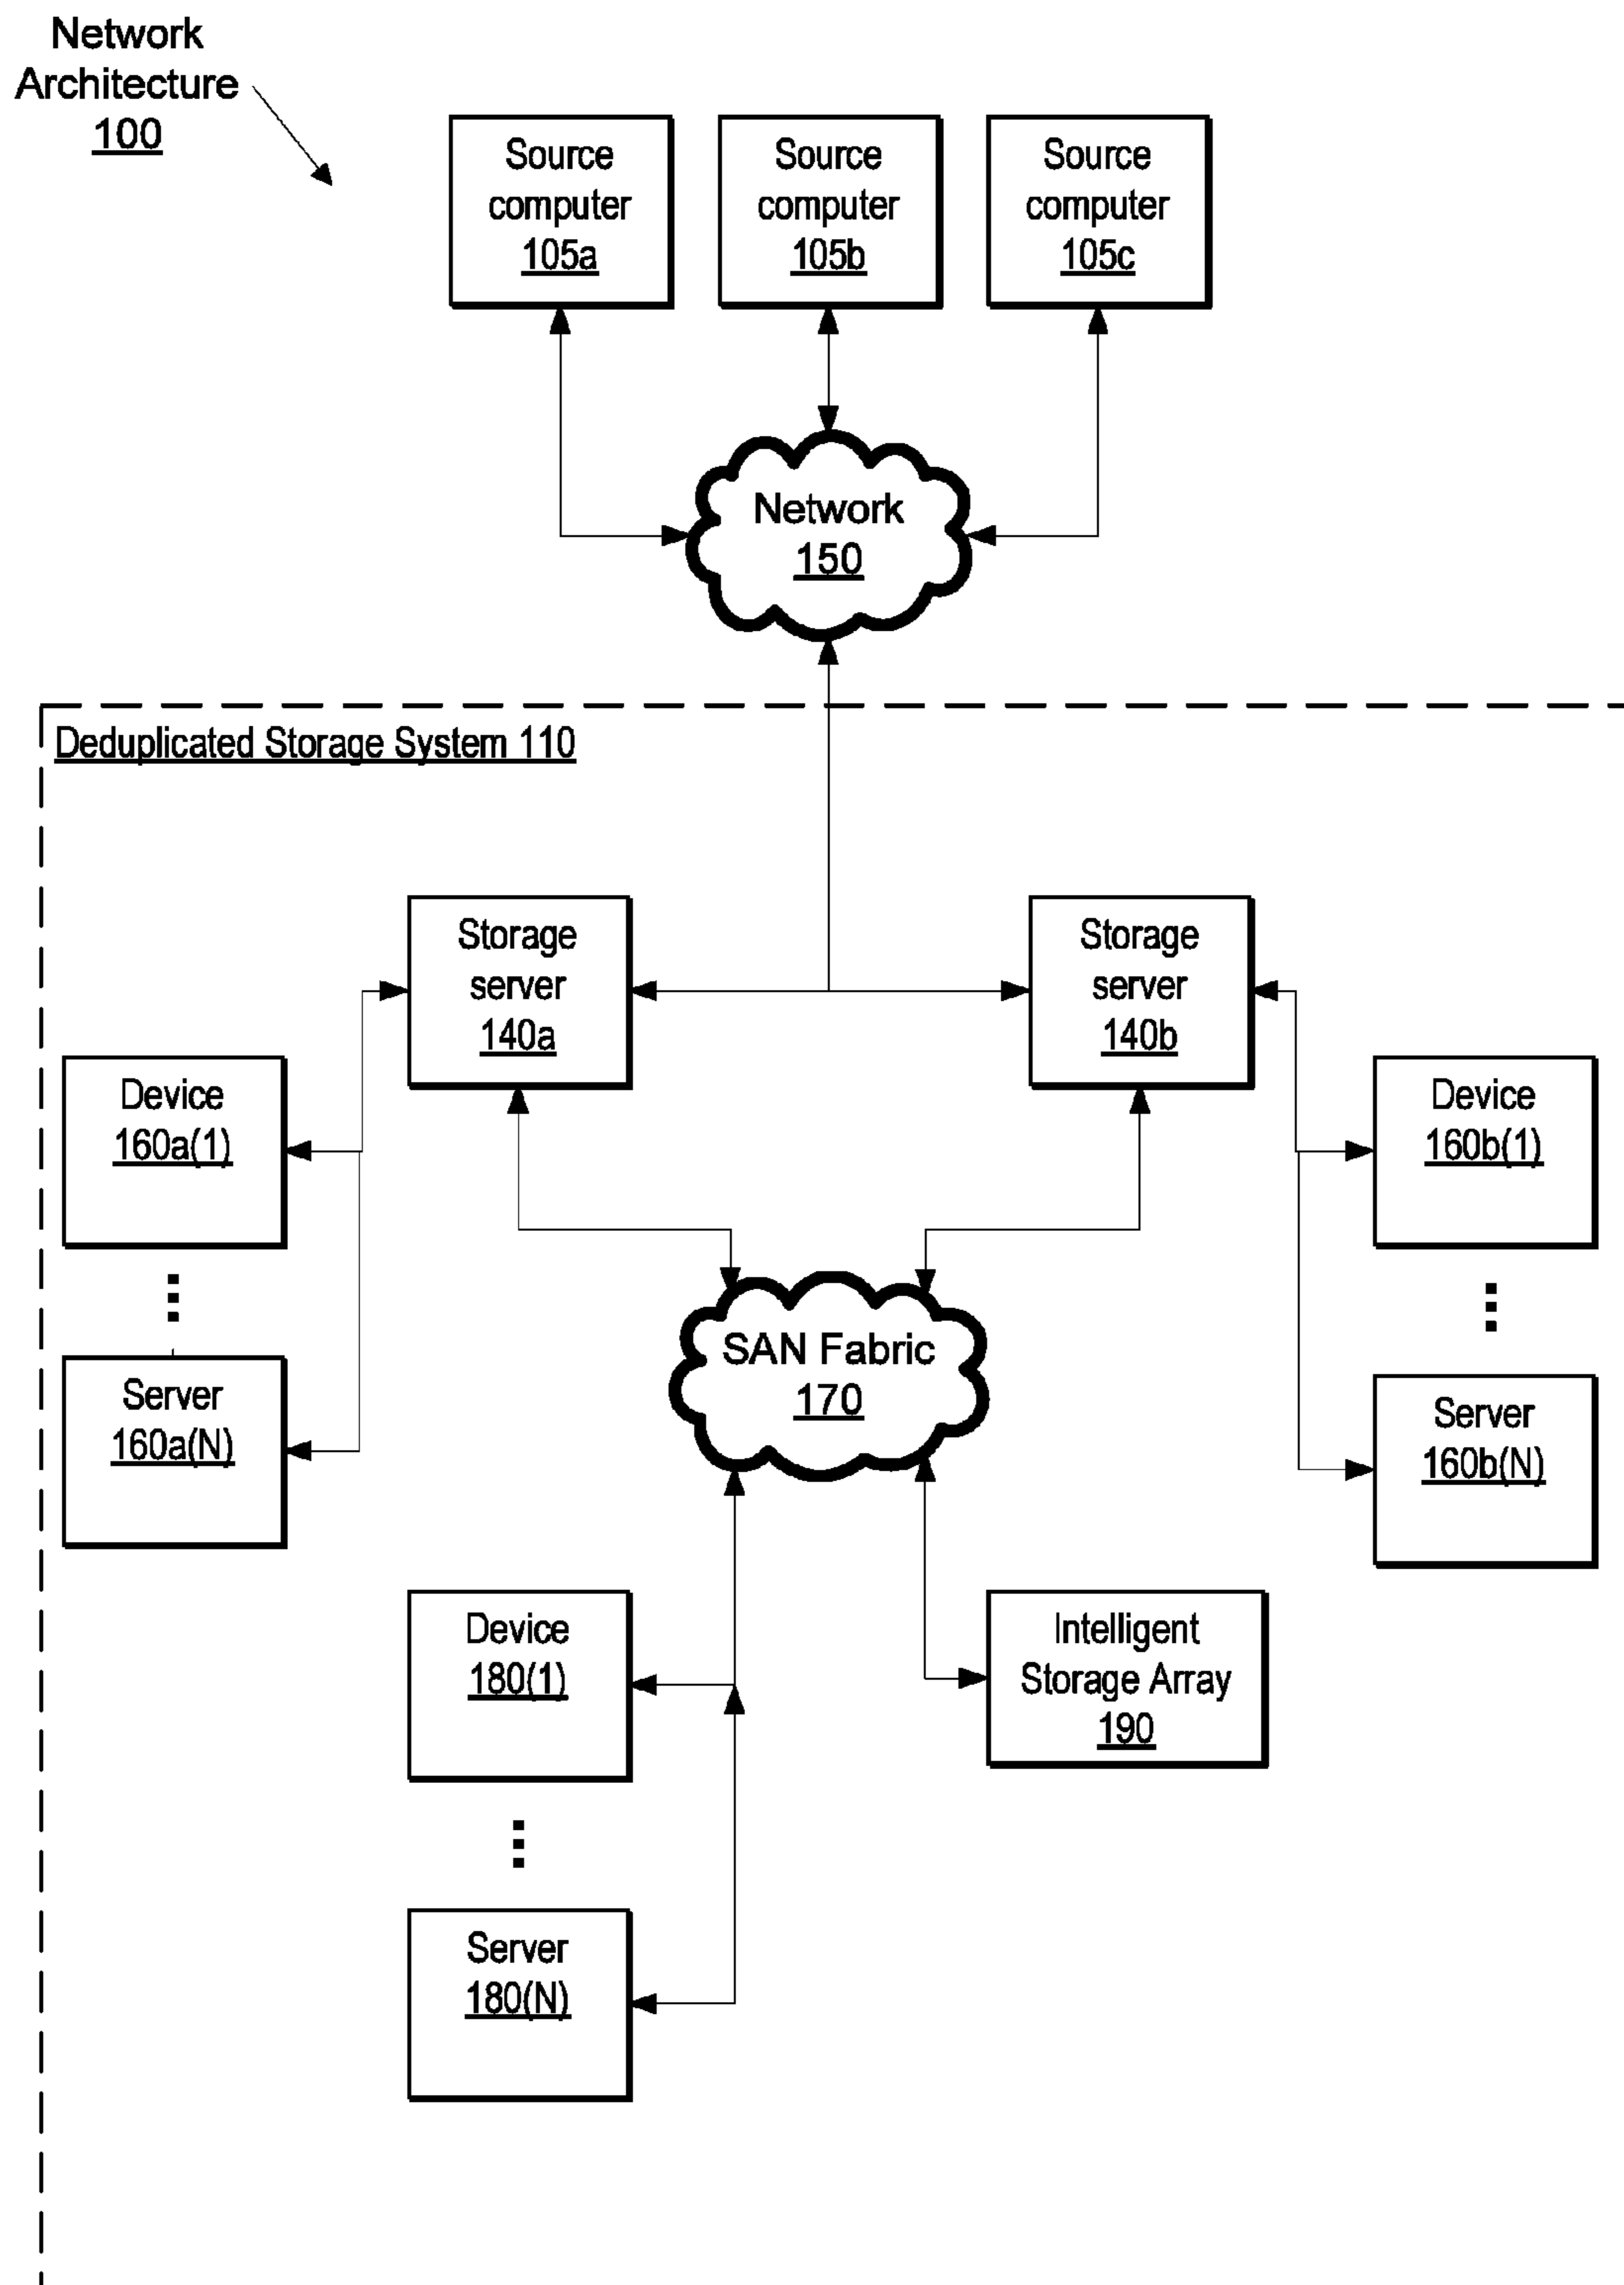 Network
Architecture
100
Source
computer
105a
Source
computer
105b
Source
computer
105c
Network
150
Deduplicated Storage System 110
Storage
server
140a
Storage
server
140b
Device
160a(1)
Device
160b(1)
SAN Fabric
170
Server
160a(N)
Server
160b(N)
Device
180(1)
Intelligent
Storage Array
190
Server
180(N)